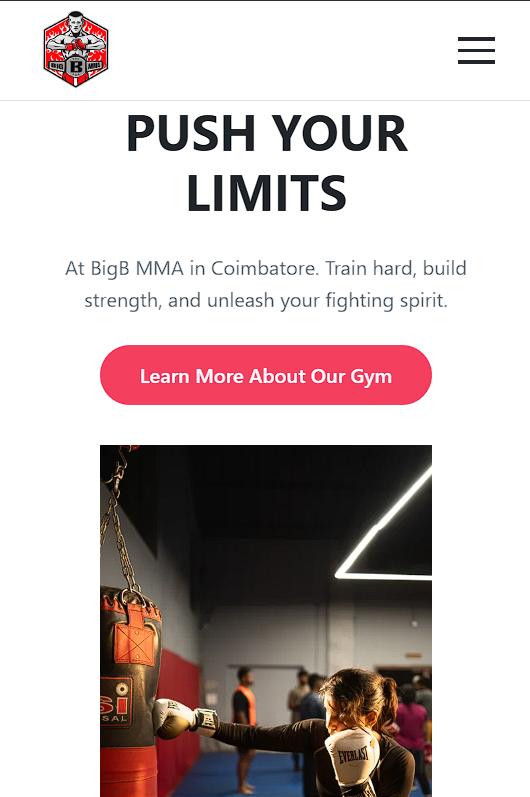 BIG B MMA
PUSH YOUR
LIMITS
At BigB MMA in Coimbatore. Train hard, build
strength, and unleash your fighting spirit.
Learn More About Our Gym
SAL
EVERLAST